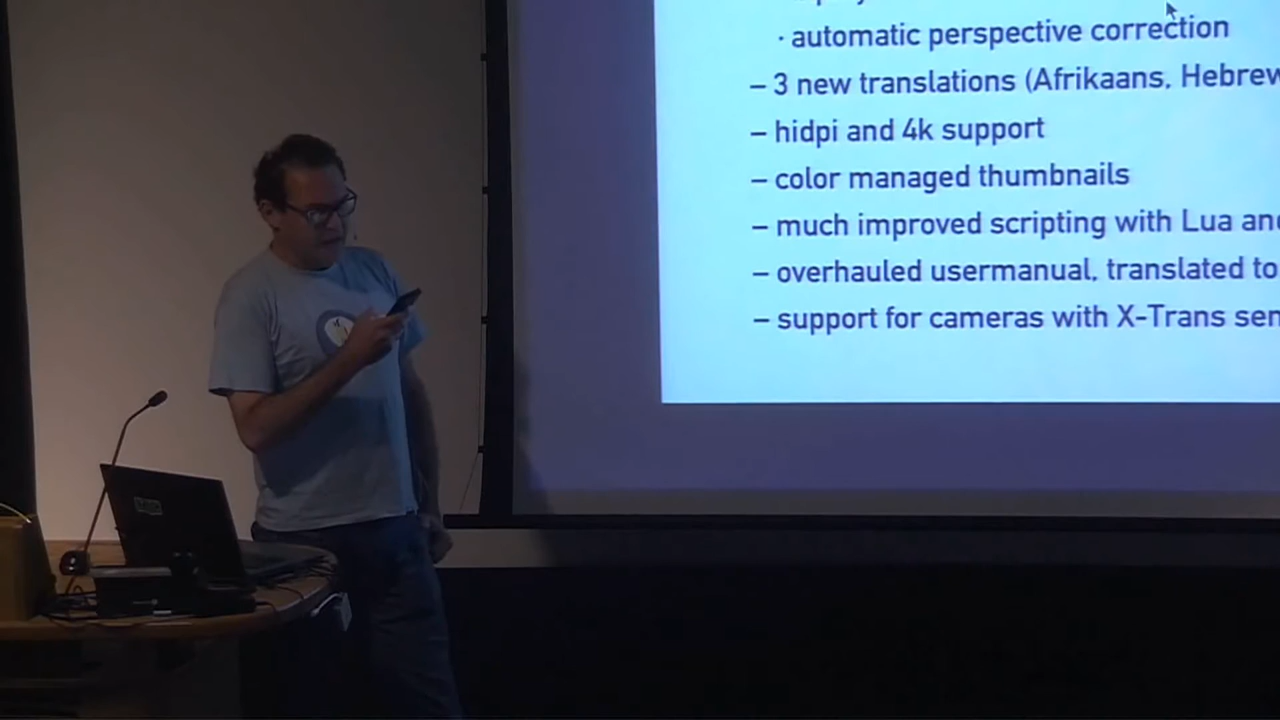 · automatic perspective correction
– 3 new translations (Afrikaans, Hebrew
– hidpi and 4k support
– color managed thumbnails
– much improved scripting with Lua and
– overhauled usermanual, translated to
– support for cameras with X-Trans sen